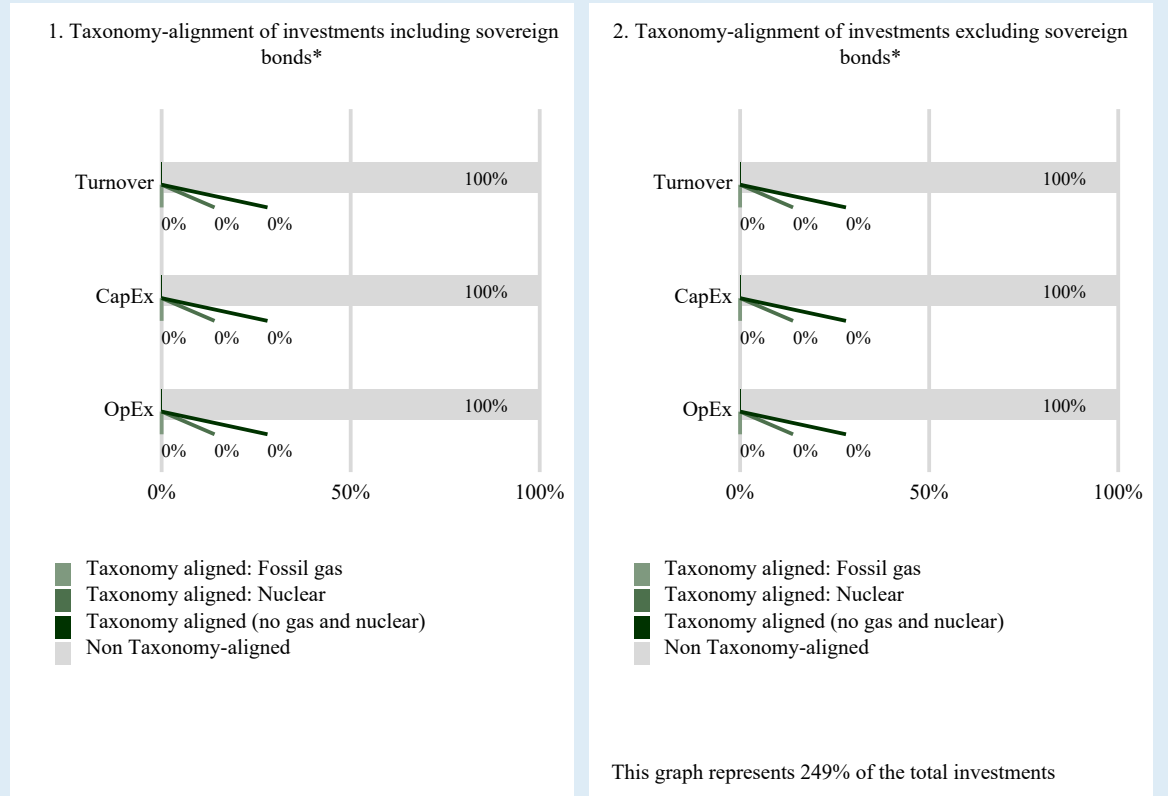 1. Taxonomy-alignment of investments including sovereign
bonds*
Turnover
100%
0% 0% 0%
CapEx
100%
0% 0% 0%
OpEx
100%
0% 0% 0%
0% 50% 100%
Taxonomy aligned: Fossil gas
Taxonomy aligned: Nuclear
Taxonomy aligned (no gas and nuclear)
Non Taxonomy-aligned
2. Taxonomy-alignment of investments excluding sovereign
bonds*
Turnover
100%
0% 0% 0%
CapEx
100%
0% 0% 0%
OpEx
100%
0% 0% 0%
0% 50% 100%
Taxonomy aligned: Fossil gas
Taxonomy aligned: Nuclear
Taxonomy aligned (no gas and nuclear)
Non Taxonomy-aligned
This graph represents 249% of the total investments